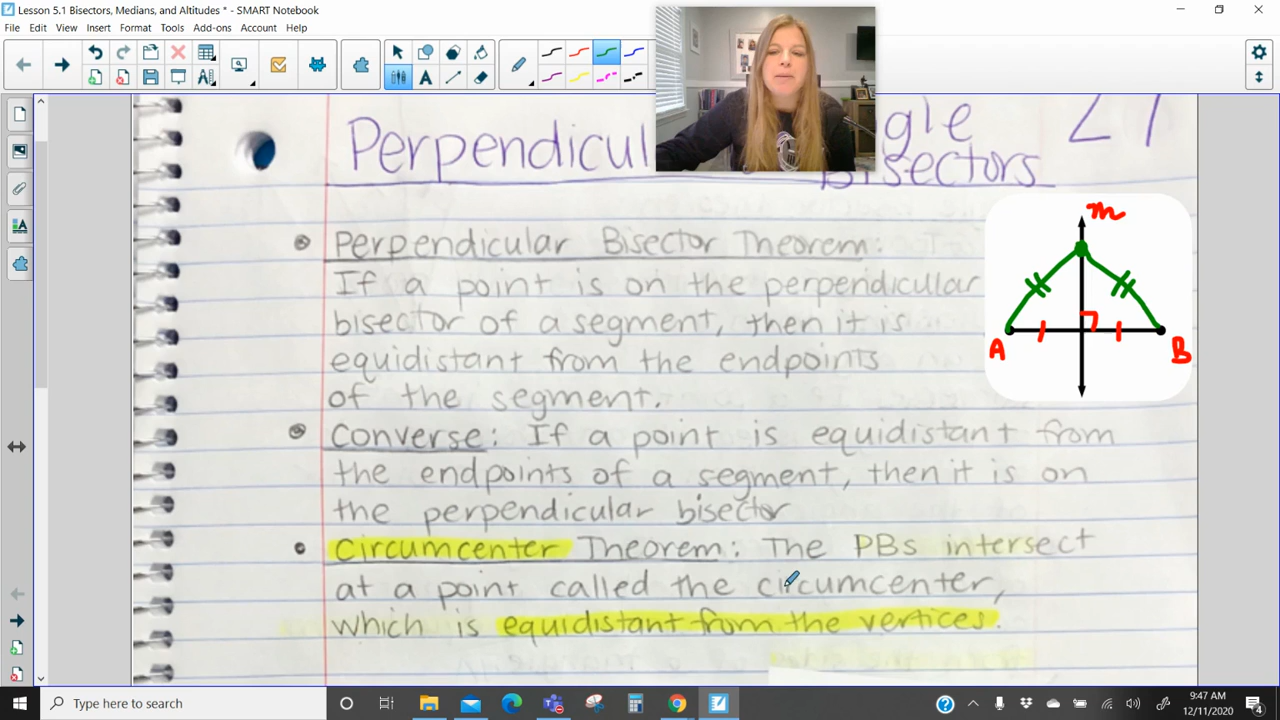 Lesson 5.1 Bisectors, Medians, and Altitudes * - SMART Notebook
File Edit View Insert Format Tools Add-ons Account Help
Perpendicul gle 27
Bisectors
Perpendicular Bisector Theorem:
If a point is on the perpendicullar
bisector of a segment, then it is
equidistant from the endpoints
of the segment.
m
A B
Converse: If a point is equidistant from
the endpoints of a segment, then it is on
the perpendicular bisector
Circumcenter Theorem: The PBs intersect
at a point called the circumcenter,
which is equidistant from the vertices.
Type here to search
9:47 AM
12/11/2020
4